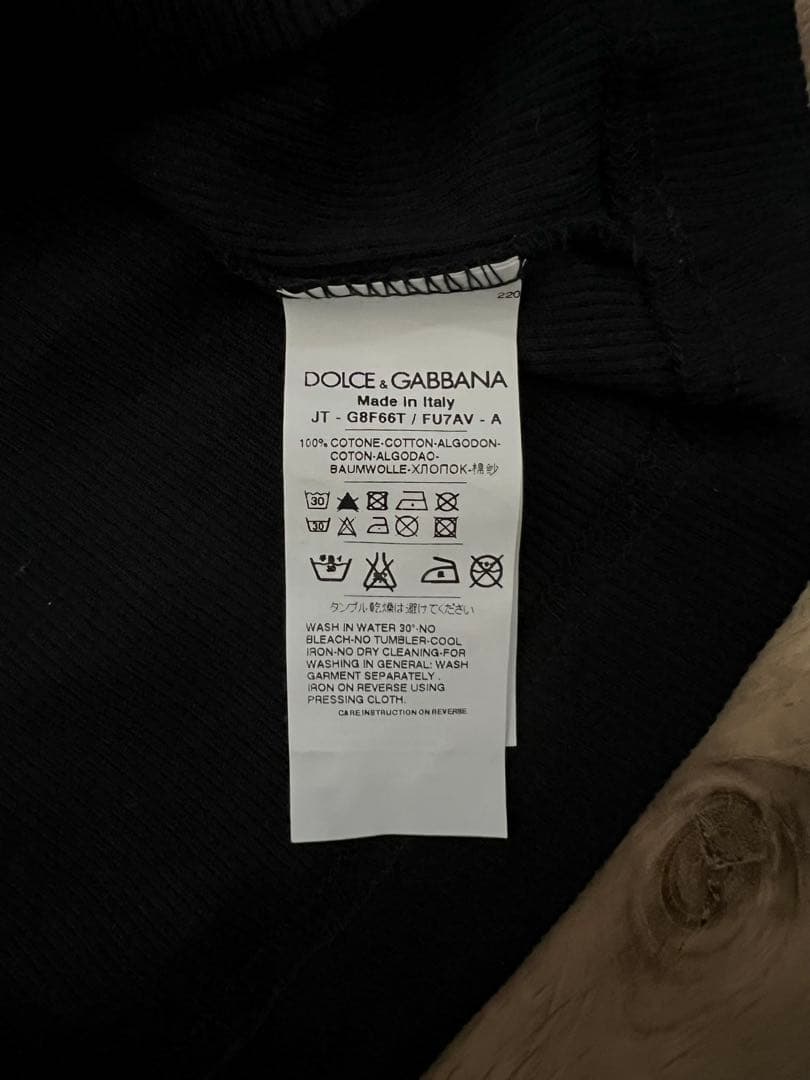 220
DOLCE & GABBANA
Made in Italy
JT - G8F66T / FU7AV - A
100% COTONE-COTTON-ALGODON-
COTON-ALGODAO-
BAUMWOLLE-ХЛОПОК-棉纱
30
30
30
タンブル乾燥は避けてください
WASH IN WATER 30°-NO
BLEACH-NO TUMBLER-COOL
IRON-NO DRY CLEANING-FOR
WASHING IN GENERAL: WASH
GARMENT SEPARATELY.
IRON ON REVERSE USING
PRESSING CLOTH.
CARE INSTRUCTION ON REVERSE